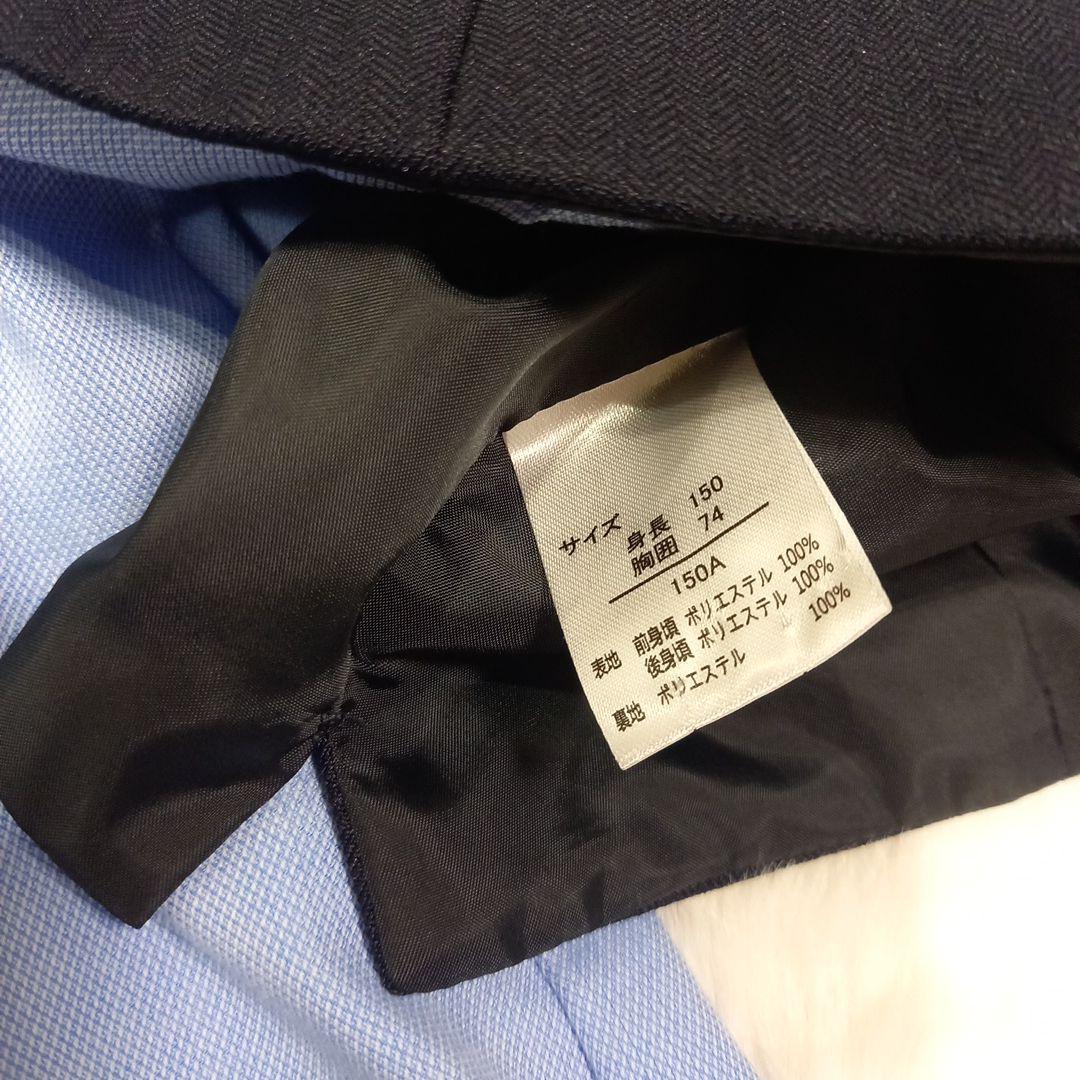 サイズ 身長 150
胸囲 74
150A
表地 前身頃 ポリエステル 100%
後身頃 ポリエステル 100%
裏地 ポリエステル 100%